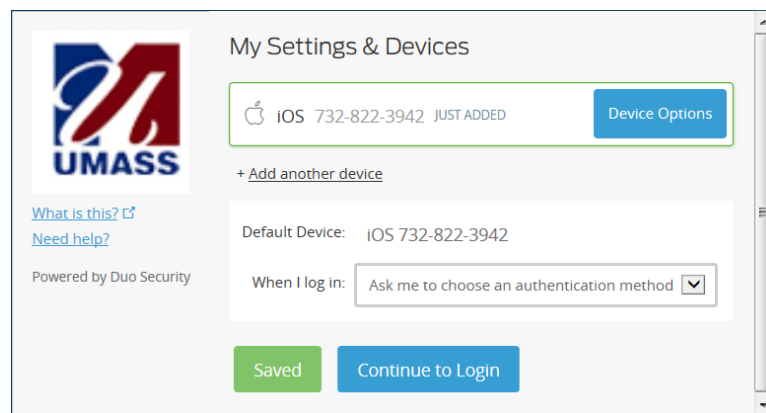 My Settings & Devices
iOS 732-822-3942 JUST ADDED
Device Options
+ Add another device
UMASS
What is this?
Need help?
Powered by Duo Security
Default Device: iOS 732-822-3942
When I log in: Ask me to choose an authentication method
Saved
Continue to Login